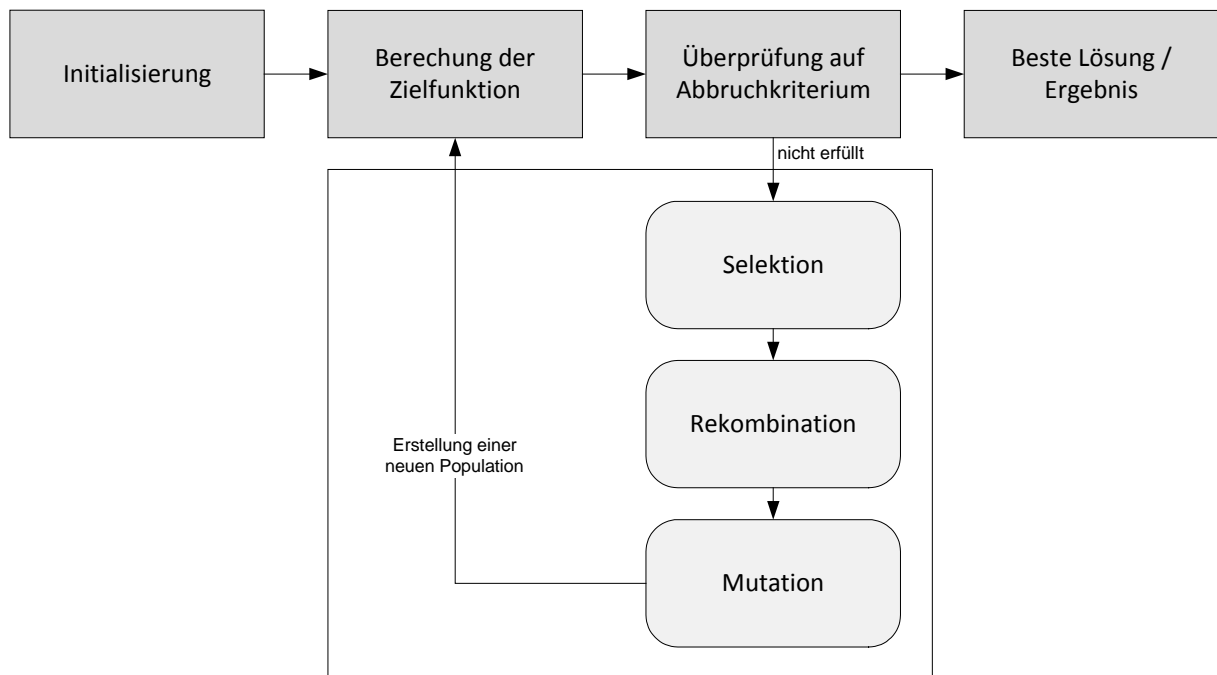 Initialisierung
Berechung der
Zielfunktion
Überprüfung auf
Abbruchkriterium
Beste Lösung /
Ergebnis
nicht erfüllt
Selektion
Rekombination
Erstellung einer
neuen Population
Mutation